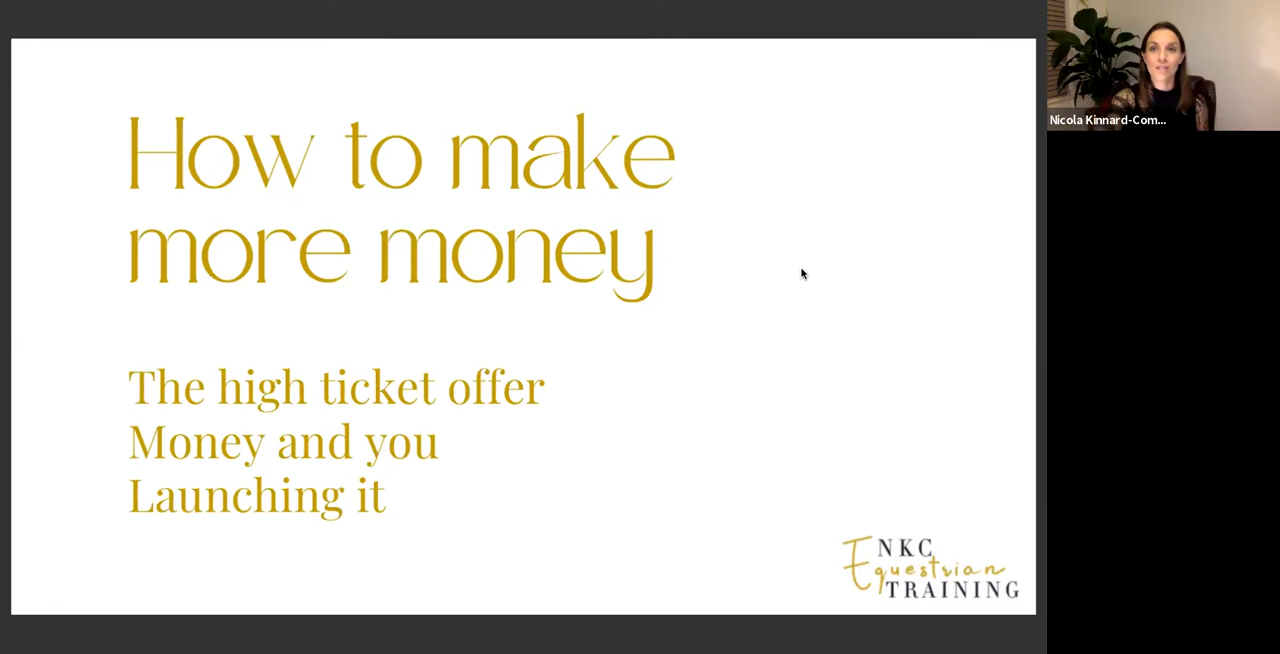 How to make
more money
The high ticket offer
Money and you
Launching it
NKC
Equestrian
TRAINING
Nicola Kinnard-Com...